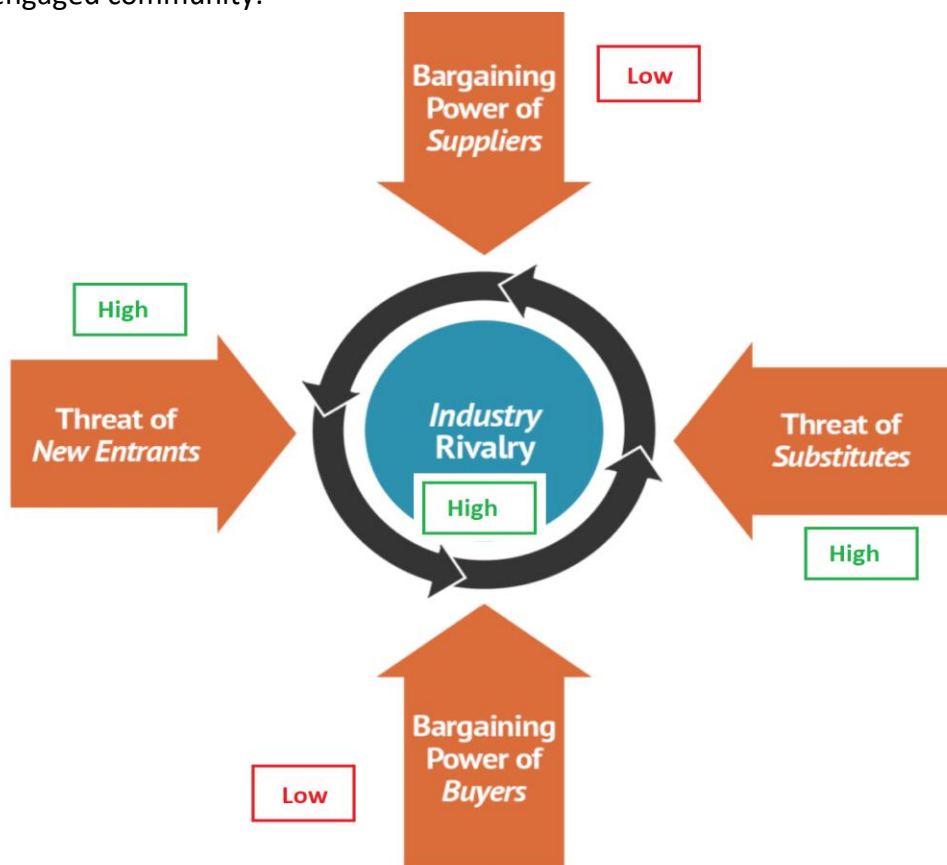 engaged community.
Bargaining
Power of
Suppliers
Low
High
Threat of
New Entrants
Industry
Rivalry
High
Threat of
Substitutes
High
Bargaining
Power of
Buyers
Low